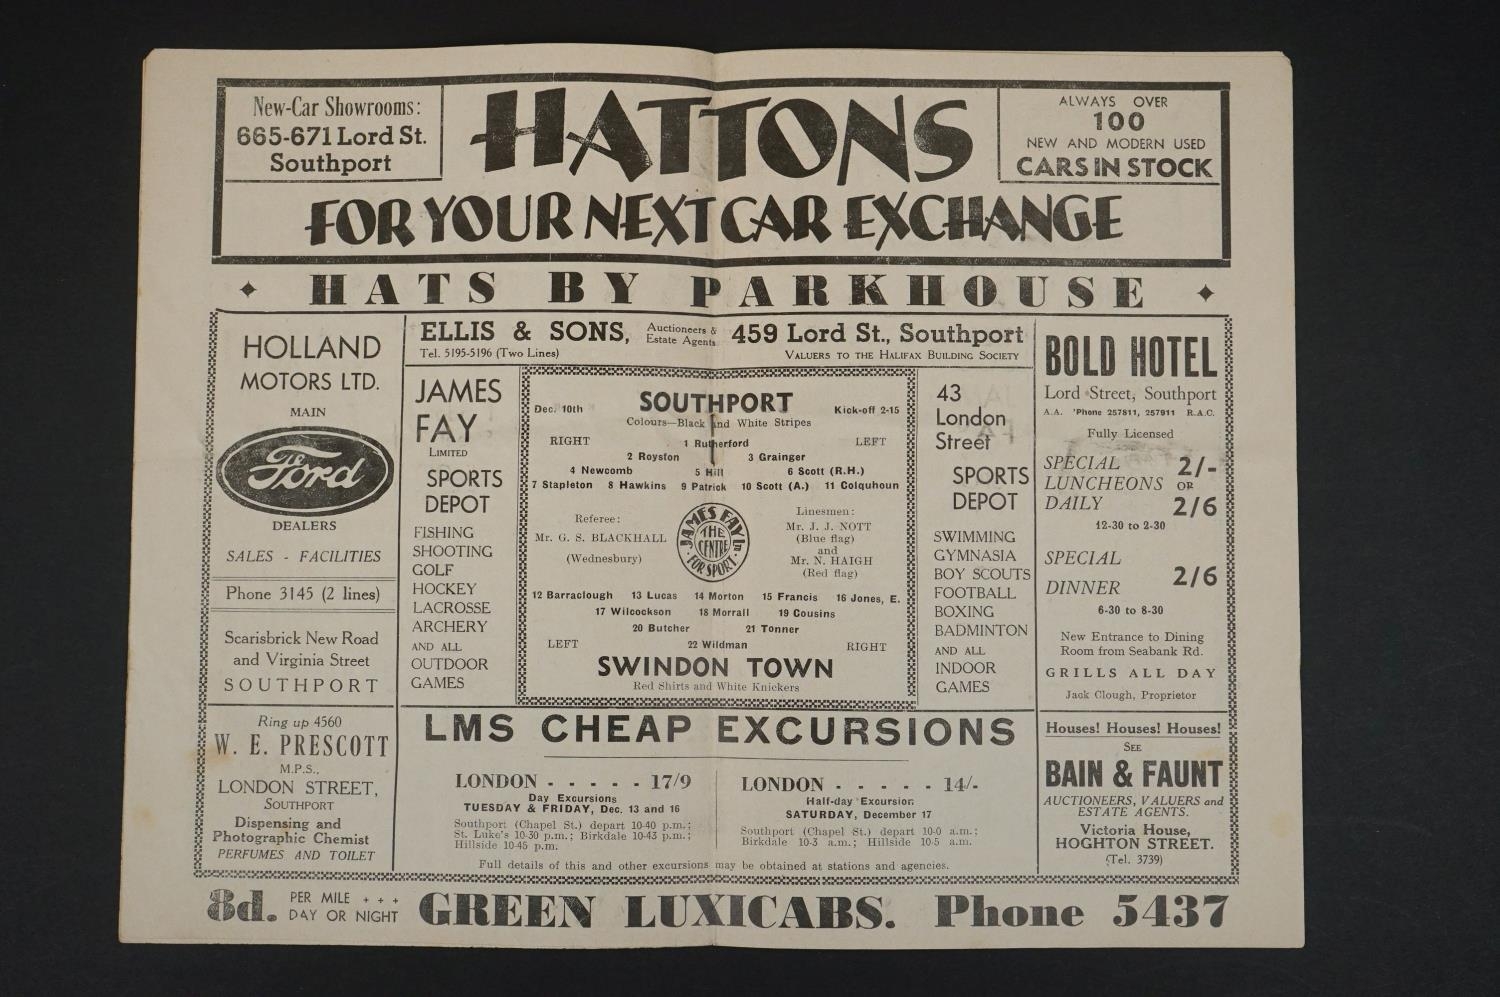 New-Car Showrooms:
665-671 Lord St.
Southport
HATTONS
ALWAYS OVER
100
NEW AND MODERN USED
CARS IN STOCK
FOR YOUR NEXT CAR EXCHANGE
HATS BY PARKHOUSE
HOLLAND
MOTORS LTD.
MAIN
Ford
DEALERS
SALES - FACILITIES
Phone 3145 (2 lines)
Scarisbrick New Road
and Virginia Street
SOUTHPORT
Ring up 4560
W. E. PRESCOTT
M.P.S.,
LONDON STREET,
SOUTHPORT
Dispensing and
Photographic Chemist
PERFUMES AND TOILET
ELLIS & SONS, Auctioneers & Estate Agents 459 Lord St., Southport
Tel. 5195-5196 (Two Lines) VALUERS TO THE HALIFAX BUILDING SOCIETY
JAMES
FAY
LIMITED
SPORTS
DEPOT
FISHING
SHOOTING
GOLF
HOCKEY
LACROSSE
ARCHERY
AND ALL
OUTDOOR
GAMES
Dec. 10th SOUTHPORT Kick-off 2-15
Colours—Black and White Stripes
RIGHT 1 Rutherford LEFT
2 Royston 3 Grainger
4 Newcomb 5 Hill 6 Scott (R.H.)
7 Stapleton 8 Hawkins 9 Patrick 10 Scott (A.) 11 Colquhoun
Referee:
Mr. G. S. BLACKHALL
(Wednesbury)
JAMES FAY LTD
THE
CENTRE
FOR SPORT
Linesmen:
Mr. J. J. NOTT
(Blue flag)
and
Mr. N. HAIGH
(Red flag)
12 Barraclough 13 Lucas 14 Morton 15 Francis 16 Jones, E.
17 Wilcockson 18 Morrall 19 Cousins
20 Butcher 21 Tonner
LEFT 22 Wildman RIGHT
SWINDON TOWN
Red Shirts and White Knickers
43
London
Street
SPORTS
DEPOT
SWIMMING
GYMNASIA
BOY SCOUTS
FOOTBALL
BOXING
BADMINTON
AND ALL
INDOOR
GAMES
LMS CHEAP EXCURSIONS
LONDON - - - - - 17/9
Day Excursions
TUESDAY & FRIDAY, Dec. 13 and 16
Southport (Chapel St.) depart 10-40 p.m.;
St. Luke's 10-30 p.m.; Birkdale 10-43 p.m.;
Hillside 10-45 p.m.
LONDON - - - - - 14/-
Half-day Excursion
SATURDAY, December 17
Southport (Chapel St.) depart 10-0 a.m.;
Birkdale 10-3 a.m.; Hillside 10-5 a.m.
Full details of this and other excursions may be obtained at stations and agencies.
BOLD HOTEL
Lord Street, Southport
A.A. 'Phone 257811, 257911 R.A.C.
Fully Licensed
SPECIAL 2/-
LUNCHEONS OR
DAILY 2/6
12-30 to 2-30
SPECIAL
DINNER 2/6
6-30 to 8-30
New Entrance to Dining
Room from Seabank Rd.
GRILLS ALL DAY
Jack Clough, Proprietor
Houses! Houses! Houses!
SEE
BAIN & FAUNT
AUCTIONEERS, VALUERS and
ESTATE AGENTS.
Victoria House,
HOGHTON STREET.
(Tel. 3739)
8d. PER MILE + + + DAY OR NIGHT GREEN LUXICABS. Phone 5437